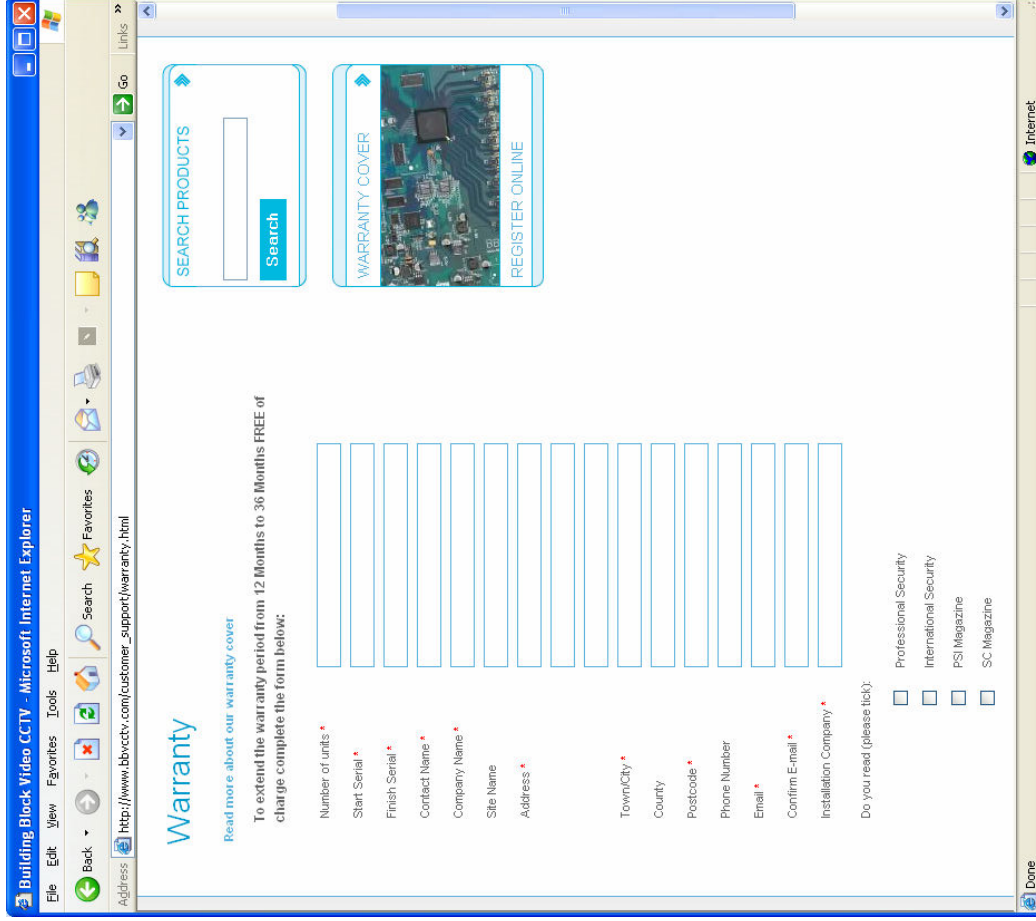 Building Block Video CCTV - Microsoft Internet Explorer
File Edit View Favorites Tools Help
Back Search Favorites
Address http://www.bbvcctv.com/customer_support/warranty.html Go Links
Warranty
Read more about our warranty cover
To extend the warranty period from 12 Months to 36 Months FREE of
charge complete the form below:
Number of units *
Start Serial *
Finish Serial *
Contact Name *
Company Name *
Site Name
Address *
Town/City *
County
Postcode *
Phone Number
Email *
Confirm E-mail *
Installation Company *
Do you read (please tick):
Professional Security
International Security
PSI Magazine
SC Magazine
SEARCH PRODUCTS
Search
WARRANTY COVER
REGISTER ONLINE
Done Internet